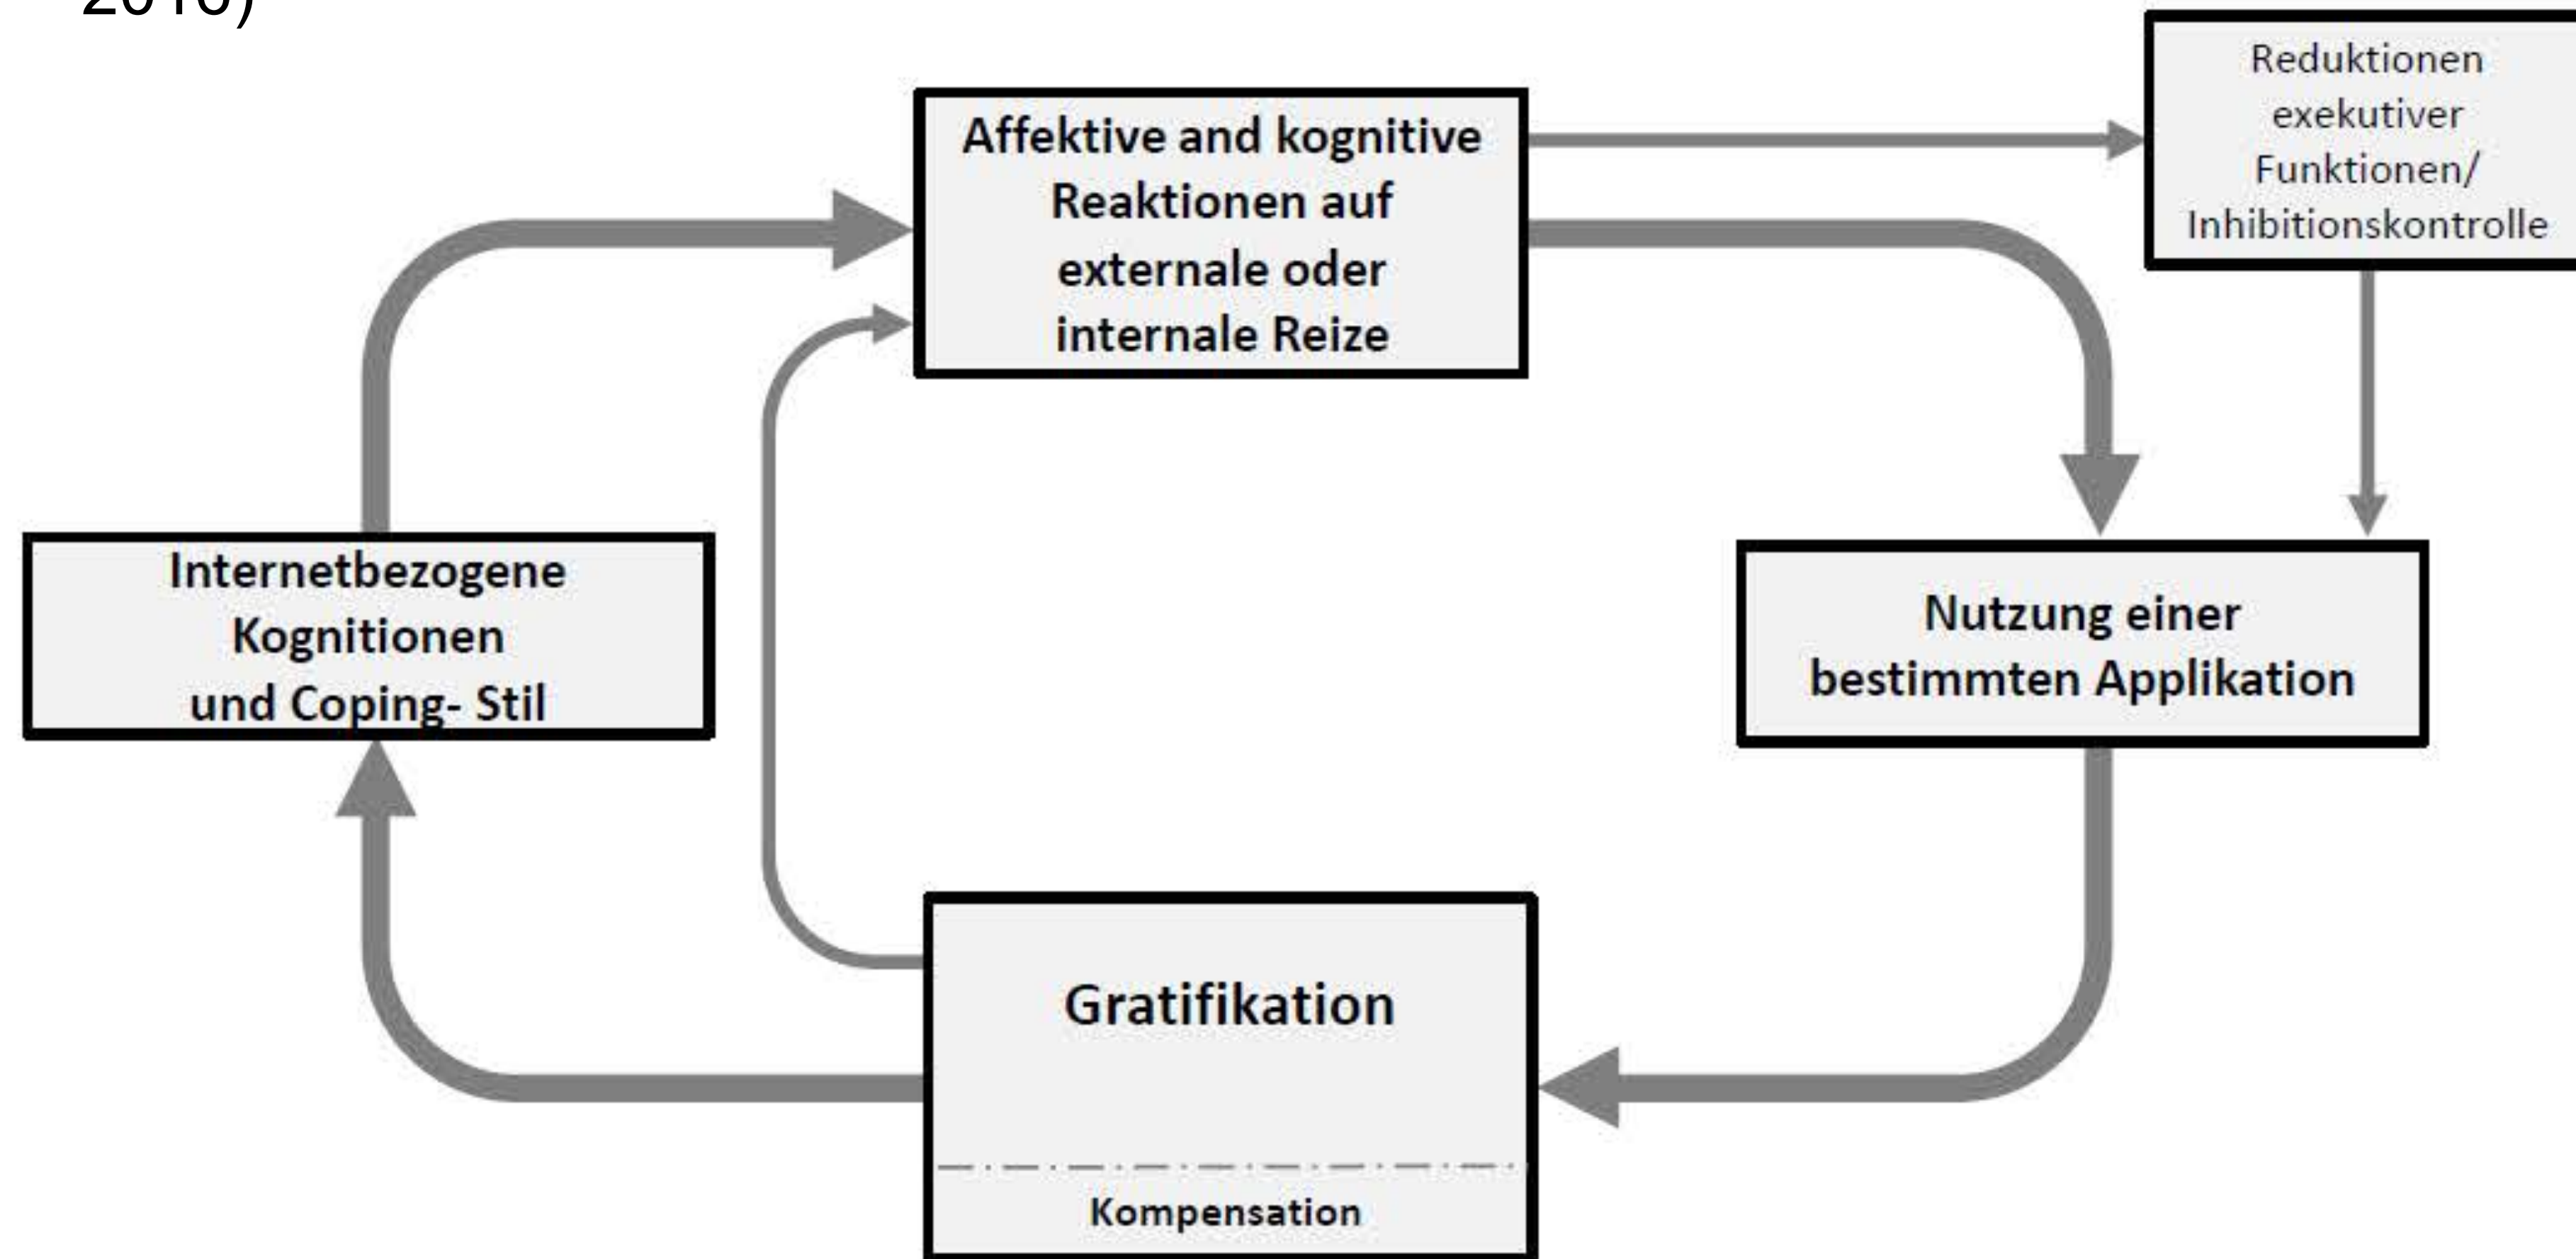 2016)
Reduktionen
exekutiver
Funktionen/
Inhibitionskontrolle
Affektive and kognitive
Reaktionen auf
externale oder
internale Reize
Internetbezogene
Kognitionen
und Coping- Stil
Nutzung einer
bestimmten Applikation
Gratifikation
Kompensation